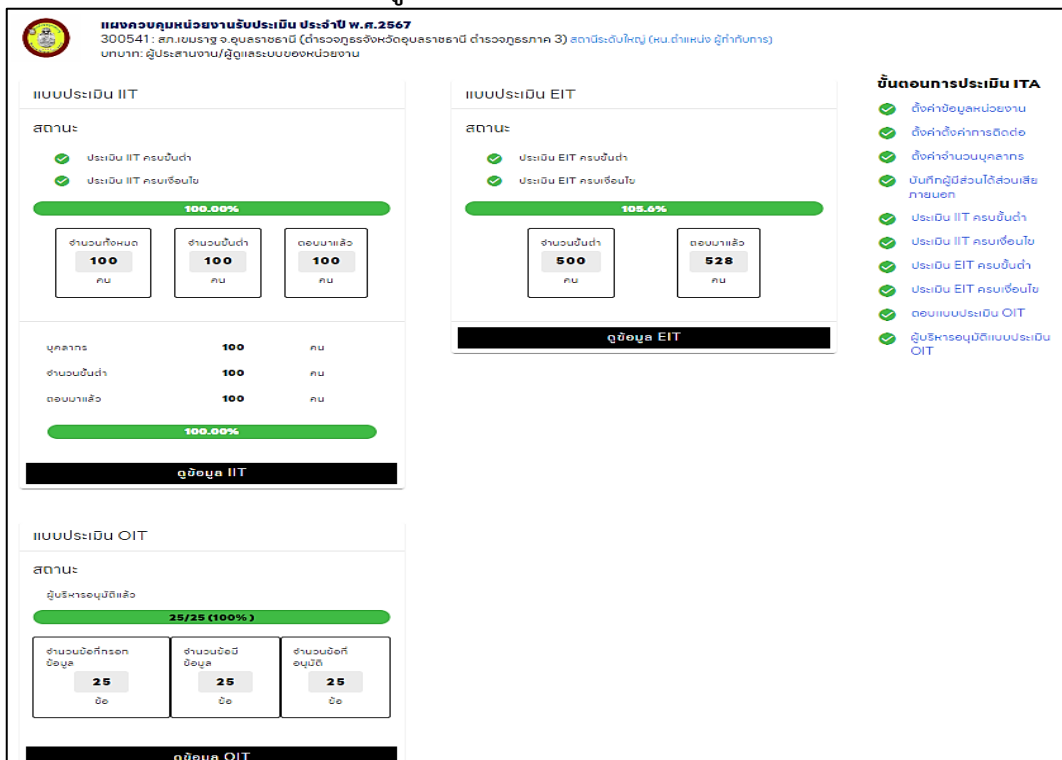 แผงควบคุมหน่วยงานรับประเมิน ประจำปี พ.ศ.2567
300541 : สภ.เขมราฐ จ.อุบลราชธานี (ตำรวจภูธรจังหวัดอุบลราชธานี ตำรวจภูธรภาค 3) สถานีระดับใหญ่ (หน.ตำแหน่ง ผู้กำกับการ)
บทบาท: ผู้ประสานงาน/ผู้ดูแลระบบของหน่วยงาน
แบบประเมิน IIT
สถานะ
ประเมิน IIT ครบขั้นต่ำ
ประเมิน IIT ครบเงื่อนไข
100.00%
จำนวนทั้งหมด
100
คน
จำนวนขั้นต่ำ
100
คน
ตอบมาแล้ว
100
คน
บุคลากร 100 คน
จำนวนขั้นต่ำ 100 คน
ตอบมาแล้ว 100 คน
100.00%
ดูข้อมูล IIT
แบบประเมิน EIT
สถานะ
ประเมิน EIT ครบขั้นต่ำ
ประเมิน EIT ครบเงื่อนไข
105.6%
จำนวนขั้นต่ำ
500
คน
ตอบมาแล้ว
528
คน
ดูข้อมูล EIT
ขั้นตอนการประเมิน ITA
ตั้งค่าข้อมูลหน่วยงาน
ตั้งค่าตั้งค่าการติดต่อ
ตั้งค่าจำนวนบุคลากร
บันทึกผู้มีส่วนได้ส่วนเสีย
ภายนอก
ประเมิน IIT ครบขั้นต่ำ
ประเมิน IIT ครบเงื่อนไข
ประเมิน EIT ครบขั้นต่ำ
ประเมิน EIT ครบเงื่อนไข
ตอบแบบประเมิน OIT
ผู้บริหารอนุมัติแบบประเมิน
OIT
แบบประเมิน OIT
สถานะ
ผู้บริหารอนุมัติแล้ว
25/25 (100% )
จำนวนข้อที่กรอก
ข้อมูล
25
ข้อ
จำนวนข้อมี
ข้อมูล
25
ข้อ
จำนวนข้อที่
อนุมัติ
25
ข้อ
ดูข้อมูล OIT